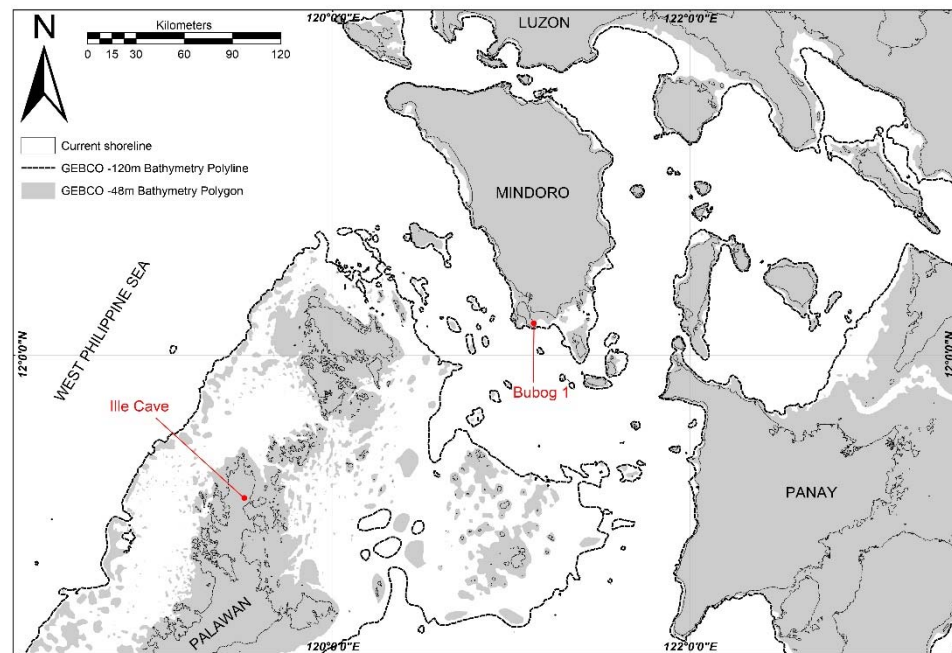 120°0'0"E
122°0'0"E
LUZON
Kilometers
0 15 30 60 90 120
N
Current shoreline
GEBCO -120m Bathymetry Polyline
GEBCO -48m Bathymetry Polygon
MINDORO
WEST PHILIPPINE SEA
12°0'0"N
12°0'0"N
Bubog 1
Ille Cave
PANAY
PALAWAN
120°0'0"E
122°0'0"E